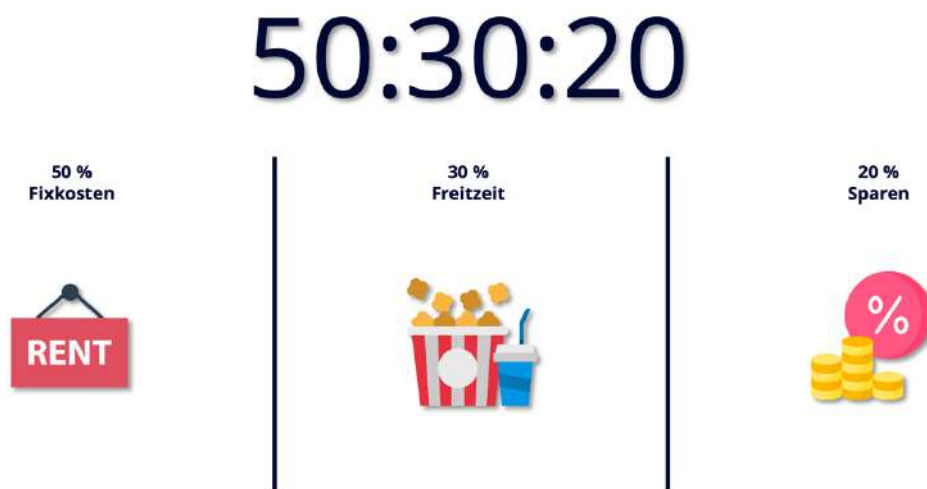 50:30:20
50 %
Fixkosten
30 %
Freitzeit
20 %
Sparen
RENT
%